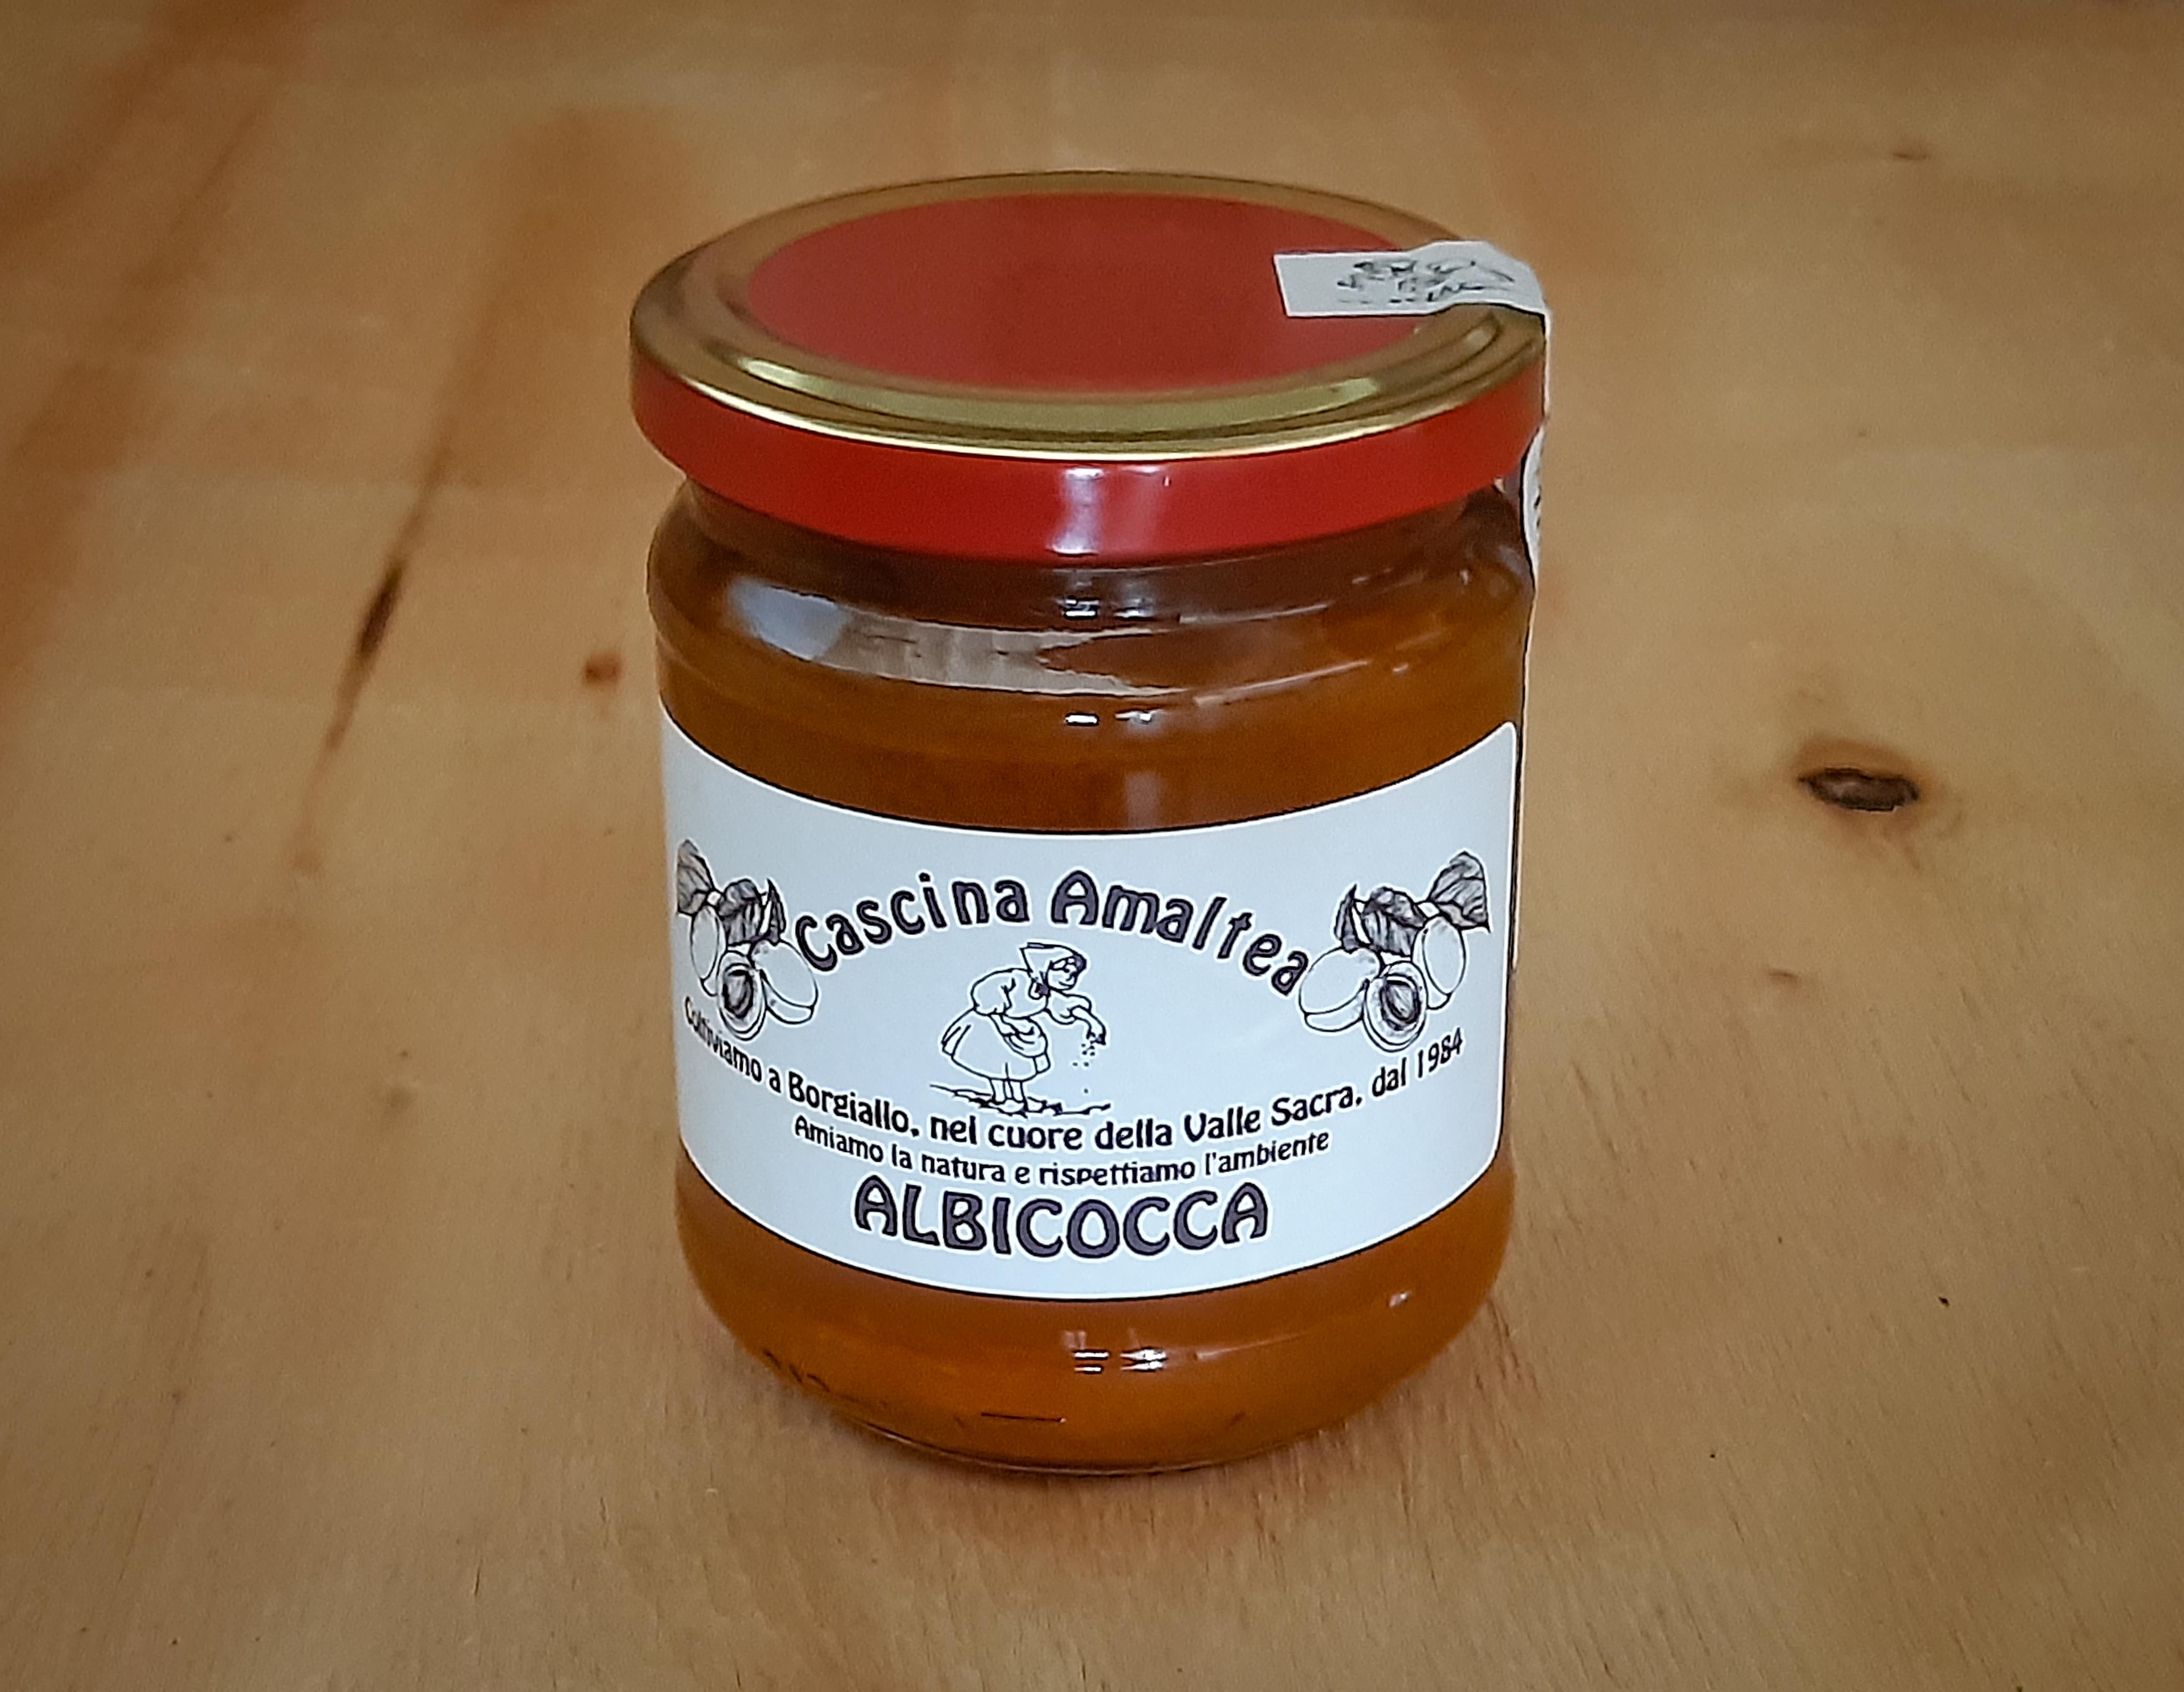 Cascina Amaltea
Coltiviamo a Borgiallo, nel cuore della Valle Sacra, dal 1984
Amiamo la natura e rispettiamo l'ambiente
ALBICOCCA